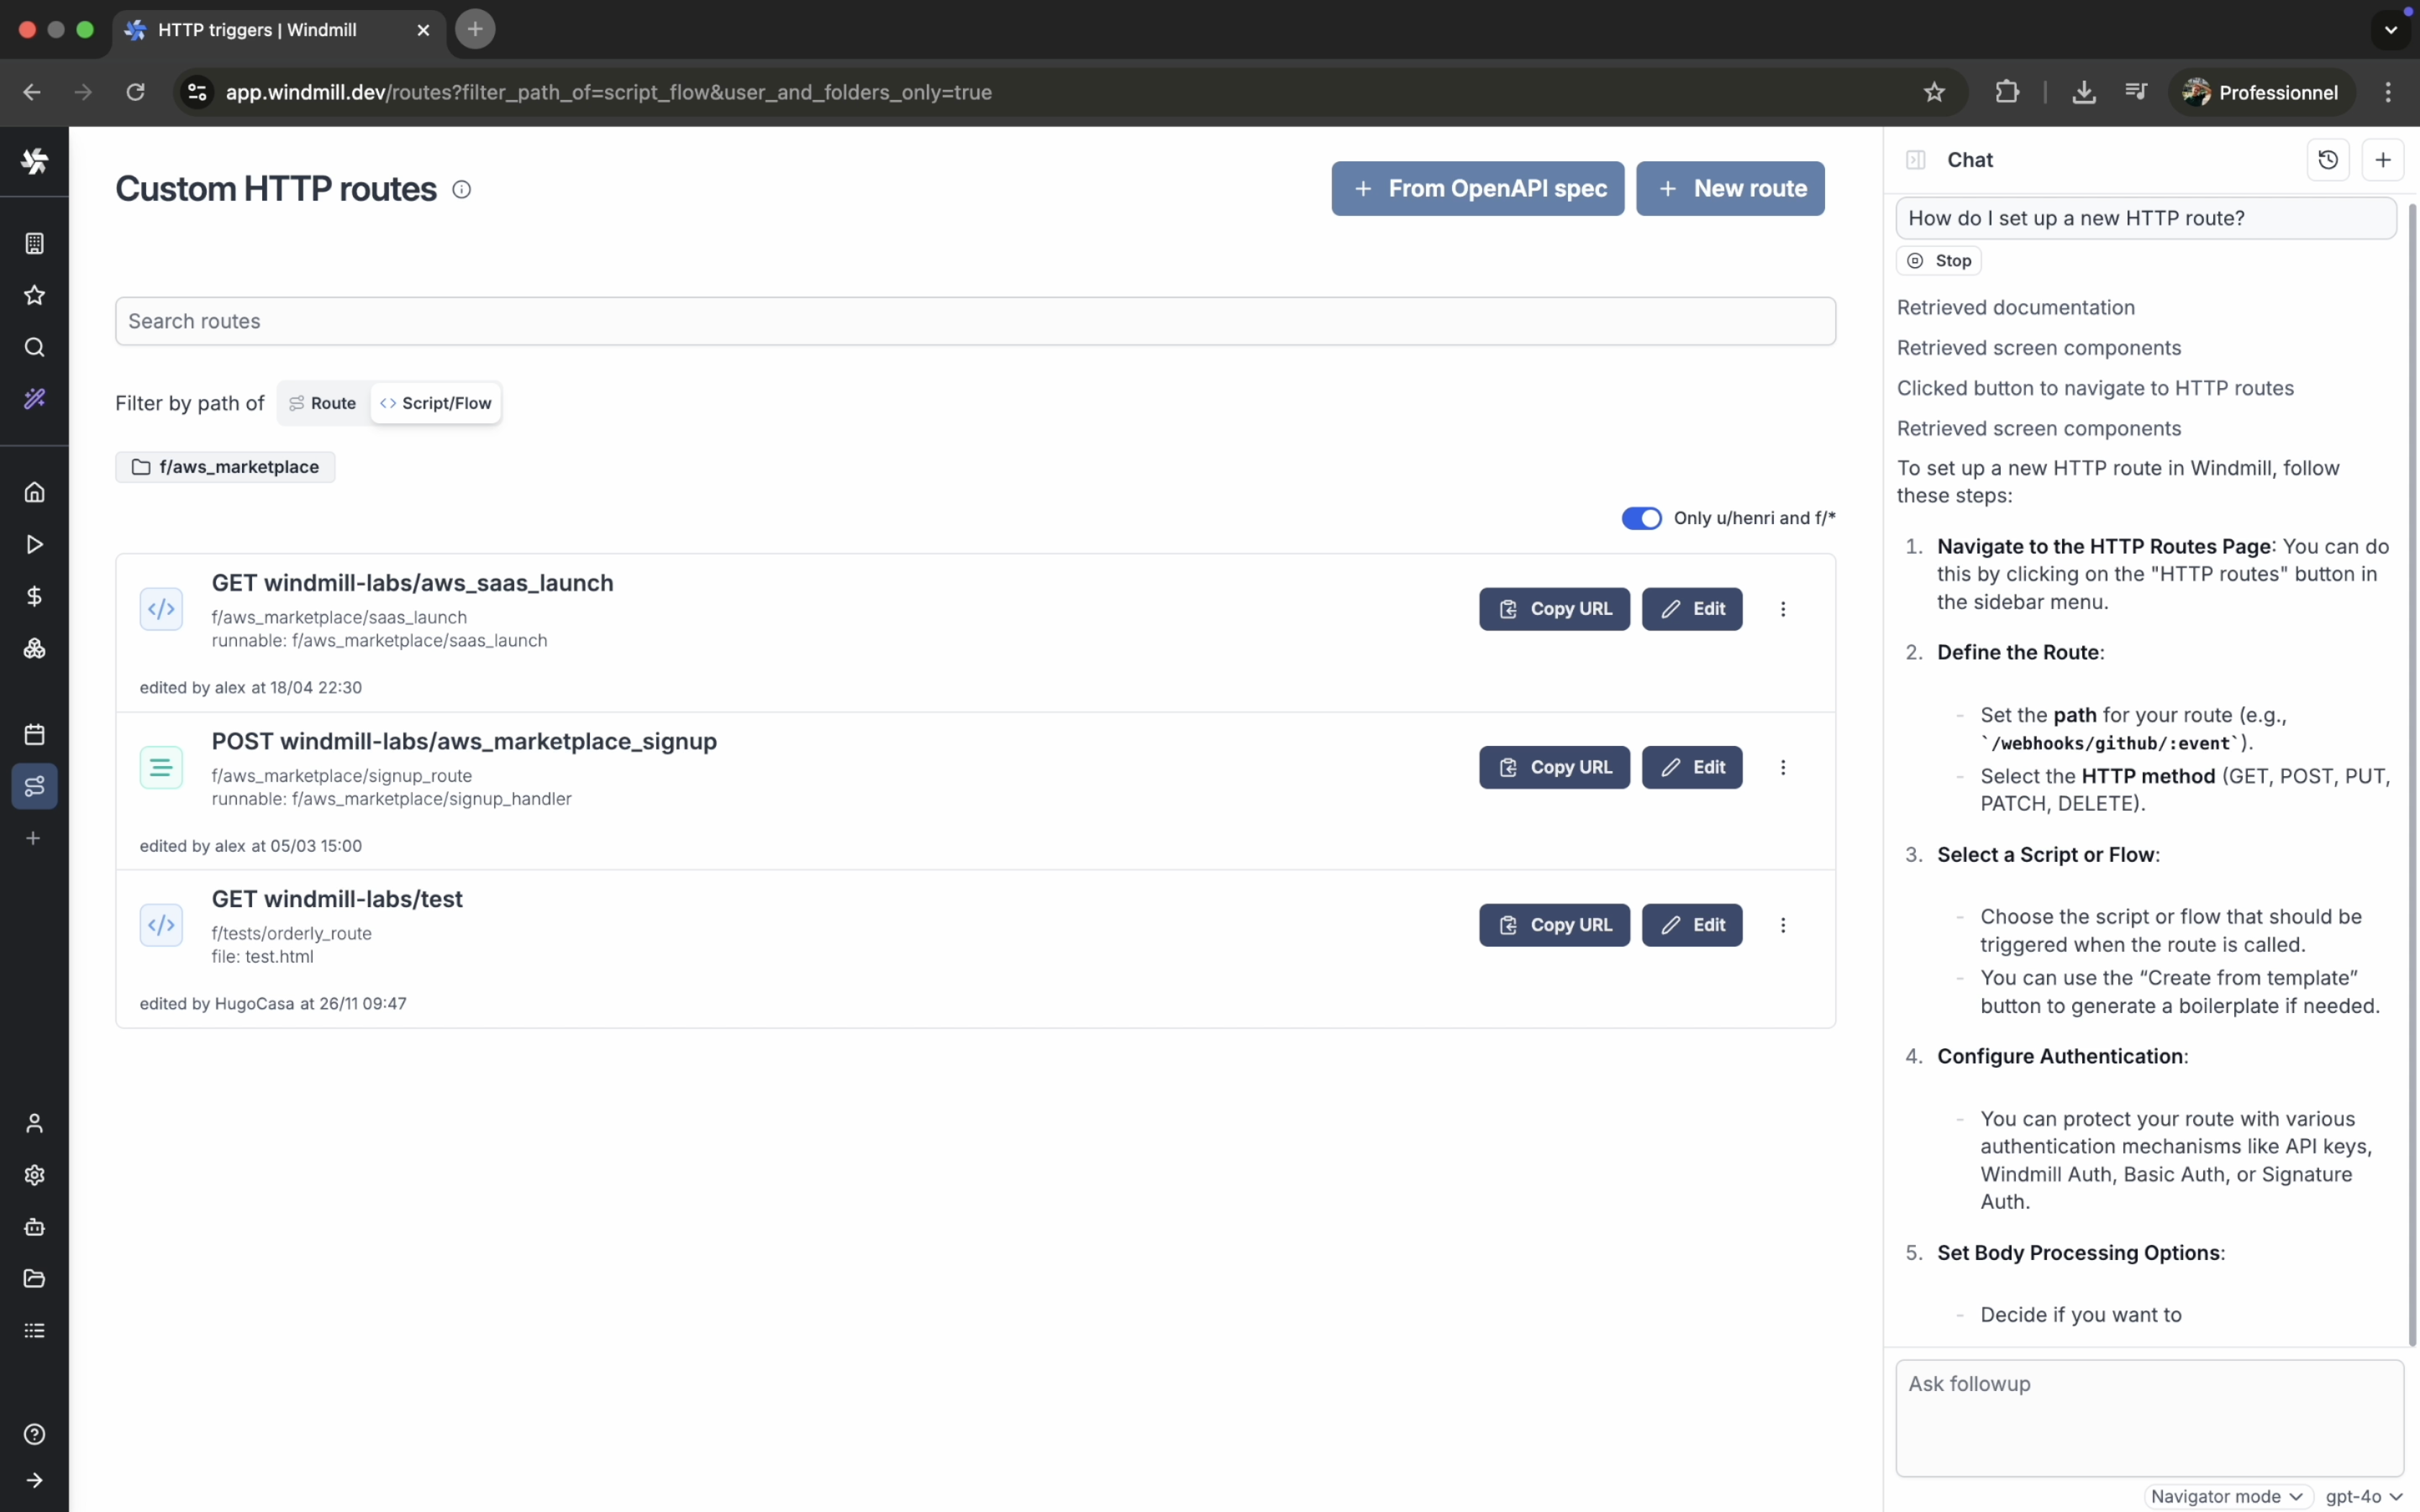 HTTP triggers | Windmill
app.windmill.dev/routes?filter_path_of=script_flow&user_and_folders_only=true
Professionnel
Custom HTTP routes
From OpenAPI spec
New route
Search routes
Filter by path of
Route
Script/Flow
f/aws_marketplace
Only u/henri and f/*
GET windmill-labs/aws_saas_launch
f/aws_marketplace/saas_launch
runnable: f/aws_marketplace/saas_launch
Copy URL
Edit
edited by alex at 18/04 22:30
POST windmill-labs/aws_marketplace_signup
f/aws_marketplace/signup_route
runnable: f/aws_marketplace/signup_handler
Copy URL
Edit
edited by alex at 05/03 15:00
GET windmill-labs/test
f/tests/orderly_route
file: test.html
Copy URL
Edit
edited by HugoCasa at 26/11 09:47
Chat
How do I set up a new HTTP route?
Stop
Retrieved documentation
Retrieved screen components
Clicked button to navigate to HTTP routes
Retrieved screen components
To set up a new HTTP route in Windmill, follow
these steps:
1. Navigate to the HTTP Routes Page: You can do
this by clicking on the "HTTP routes" button in
the sidebar menu.
2. Define the Route:
- Set the path for your route (e.g.,
`/webhooks/github/:event`).
- Select the HTTP method (GET, POST, PUT,
PATCH, DELETE).
3. Select a Script or Flow:
- Choose the script or flow that should be
triggered when the route is called.
- You can use the “Create from template”
button to generate a boilerplate if needed.
4. Configure Authentication:
- You can protect your route with various
authentication mechanisms like API keys,
Windmill Auth, Basic Auth, or Signature
Auth.
5. Set Body Processing Options:
- Decide if you want to
Ask followup
Navigator mode
gpt-4o